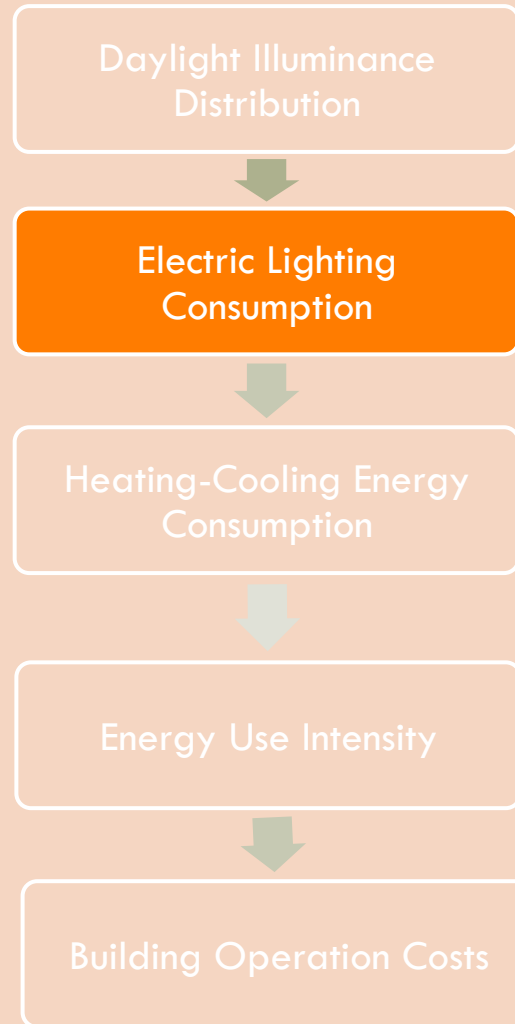 Daylight Illuminance
Distribution
Electric Lighting
Consumption
Heating-Cooling Energy
Consumption
Energy Use Intensity
Building Operation Costs